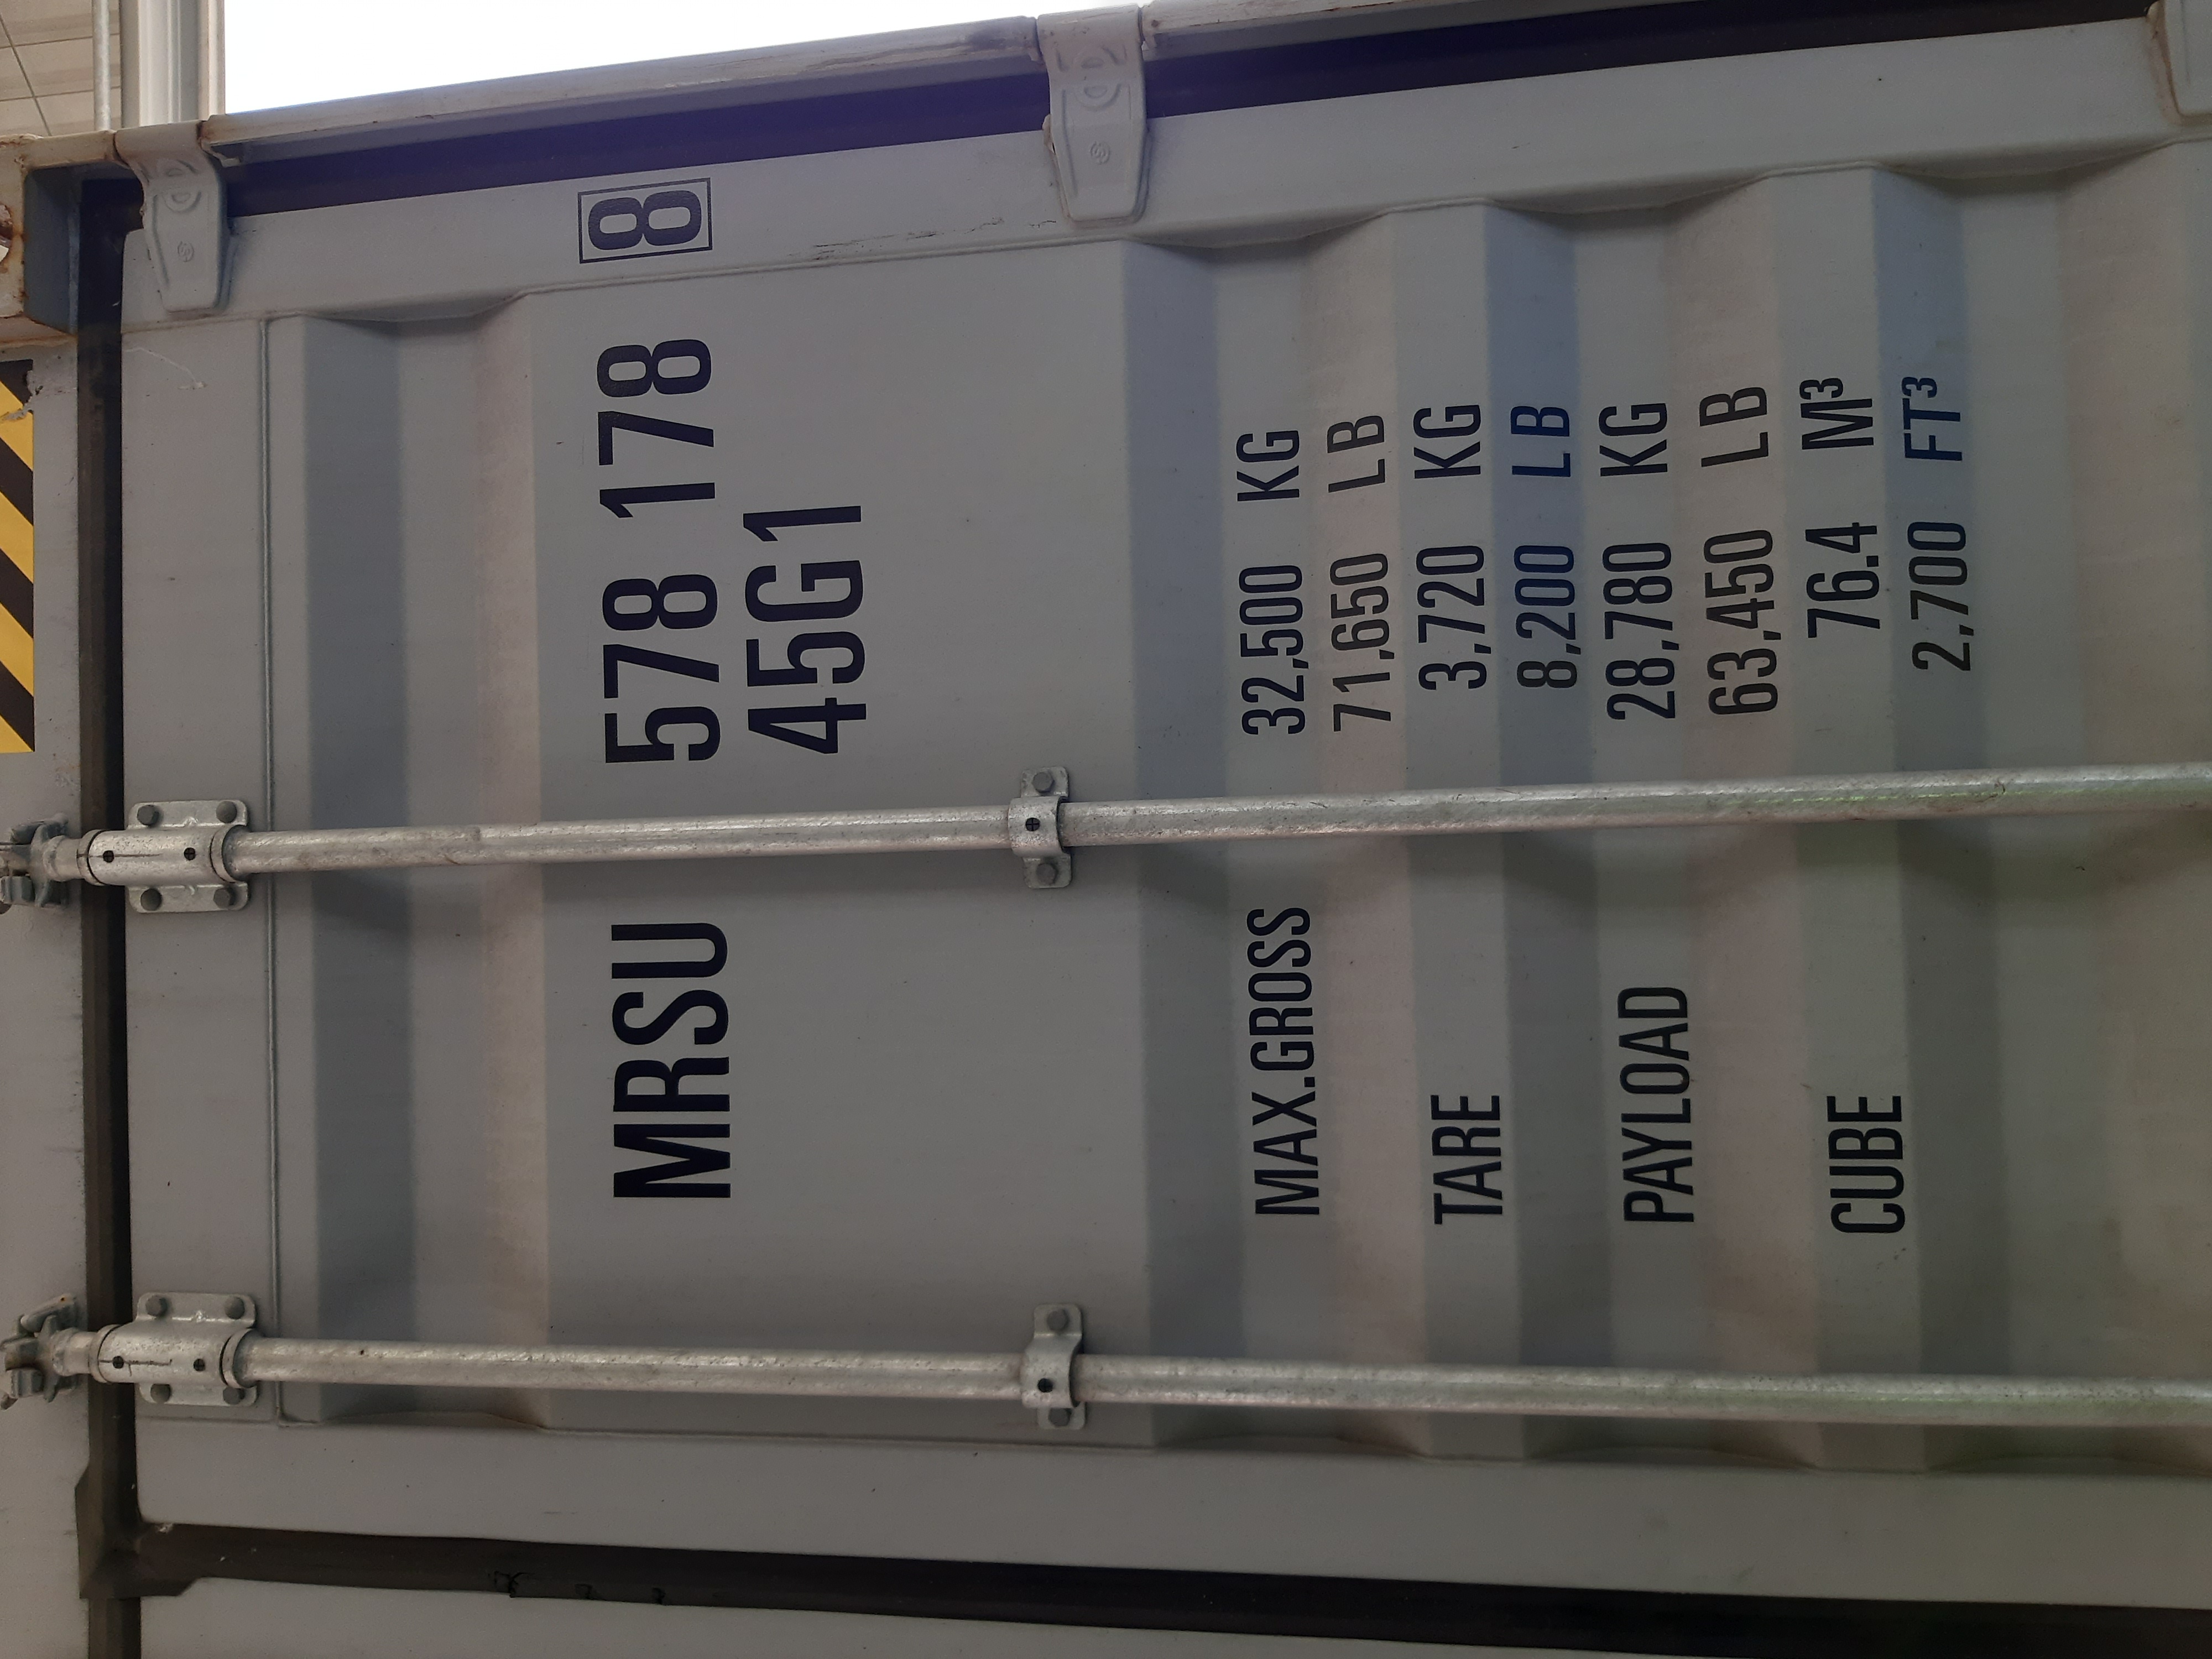 MRSU 578 178 8
45G1
MAX.GROSS 32,500 KG
71,650 LB
TARE 3,720 KG
8,200 LB
PAYLOAD 28,780 KG
63,450 LB
CUBE 76.4 M³
2,700 FT³